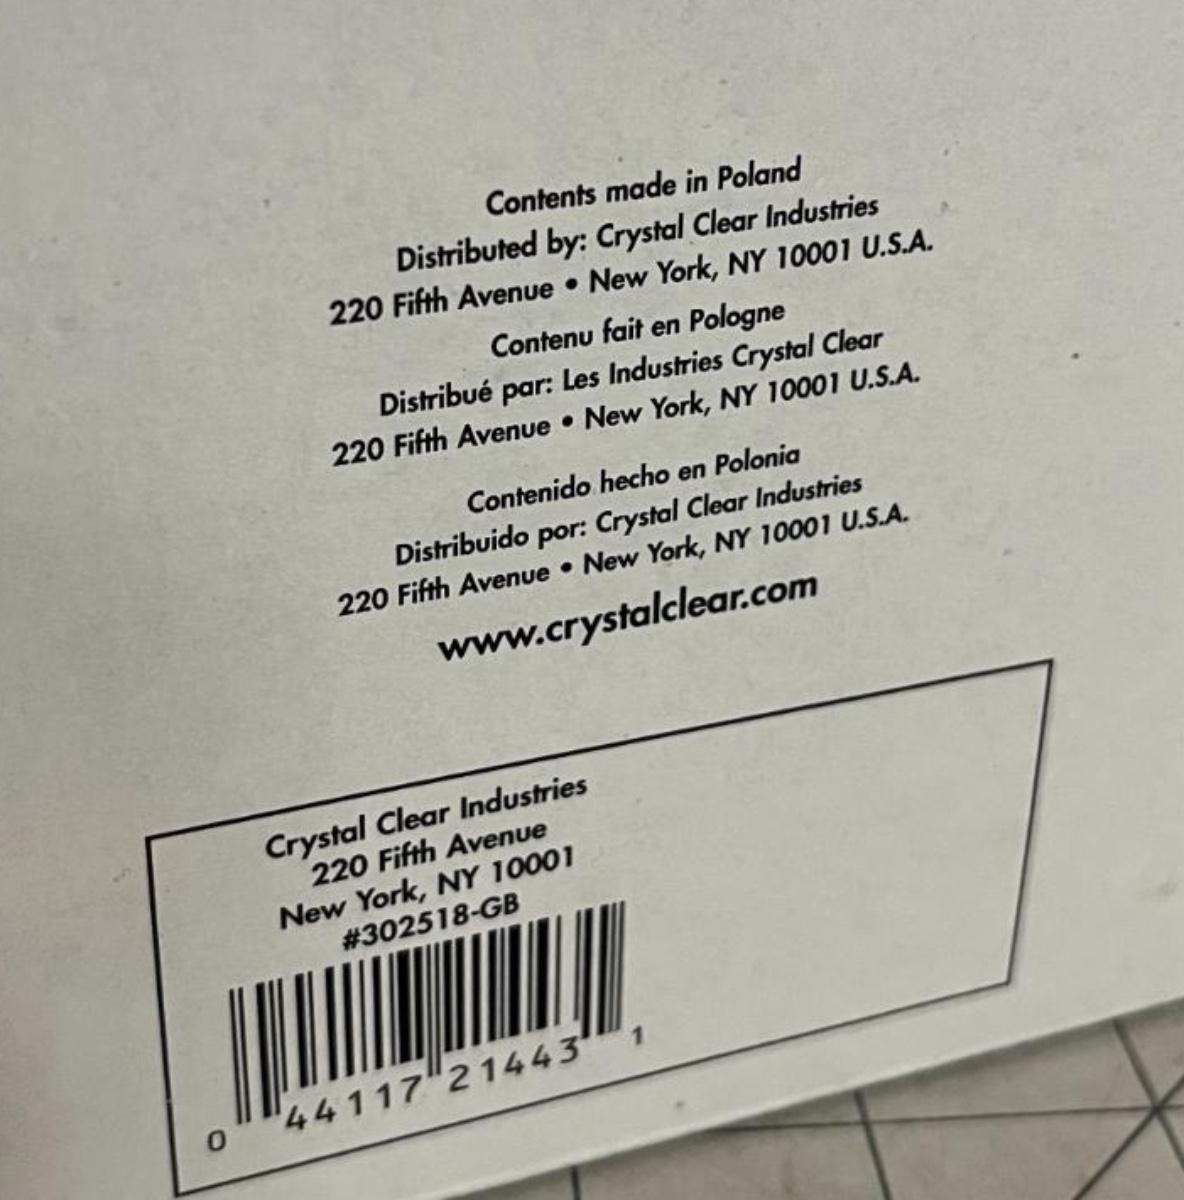 Contents made in Poland
Distributed by: Crystal Clear Industries
220 Fifth Avenue • New York, NY 10001 U.S.A.
Contenu fait en Pologne
Distribué par: Les Industries Crystal Clear
220 Fifth Avenue • New York, NY 10001 U.S.A.
Contenido hecho en Polonia
Distribuido por: Crystal Clear Industries
220 Fifth Avenue • New York, NY 10001 U.S.A.
www.crystalclear.com
Crystal Clear Industries
220 Fifth Avenue
New York, NY 10001
#302518-GB
0 44117 21443 1